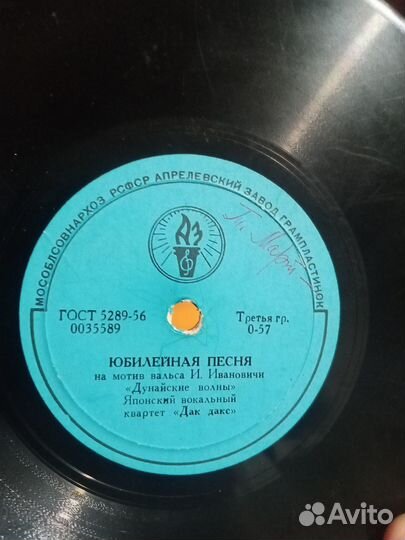 МОСОБЛСОВНАРХОЗ РСФСР АПРЕЛЕВСКИЙ ЗАВОД ГРАМПЛАСТИНОК
АЗ
ГОСТ 5289-56
0035589
Третья гр.
0-57
ЮБИЛЕЙНАЯ ПЕСНЯ
на мотив вальса И. Ивановичи
«Дунайские волны»
Японский вокальный
квартет «Дак дакс»
Avito